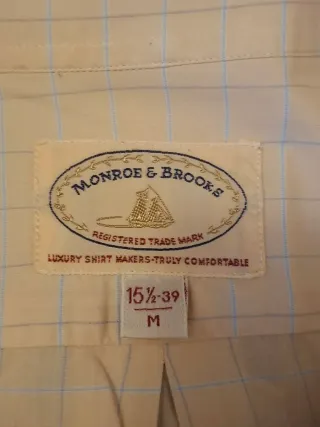 MONROE & BROOKE
REGISTERED TRADE MARK
LUXURY SHIRT MAKERS·TRULY COMFORTABLE
15½-39
M